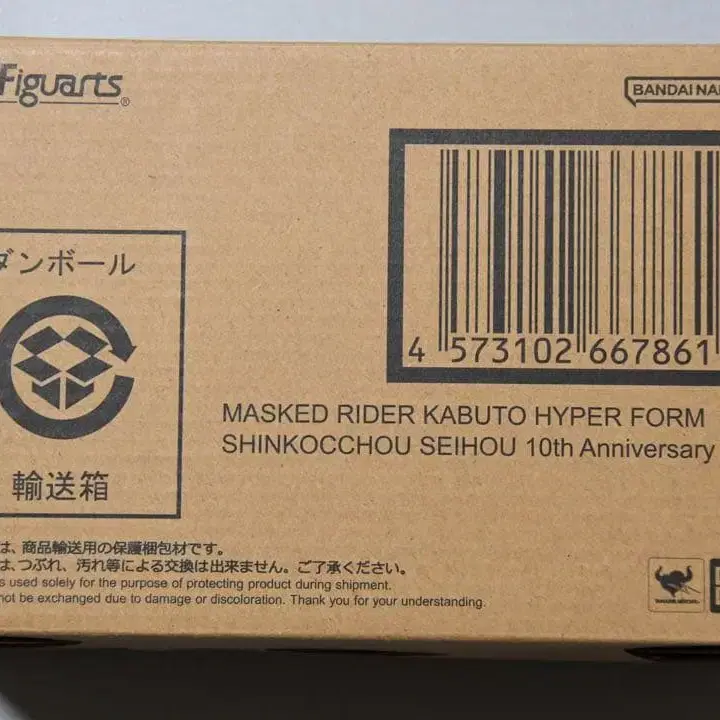 Figuarts®
BANDAI NA
ダンボール
4 573102 667861
輸送箱
MASKED RIDER KABUTO HYPER FORM
SHINKOCCHOU SEIHOU 10th Anniversary
は、商品輸送用の保護梱包材です。
は、つぶれ、汚れ等による交換は出来ません。ご了承ください。
s used solely for the purpose of protecting product during shipment.
not be exchanged due to damage or discoloration. Thank you for your understanding.